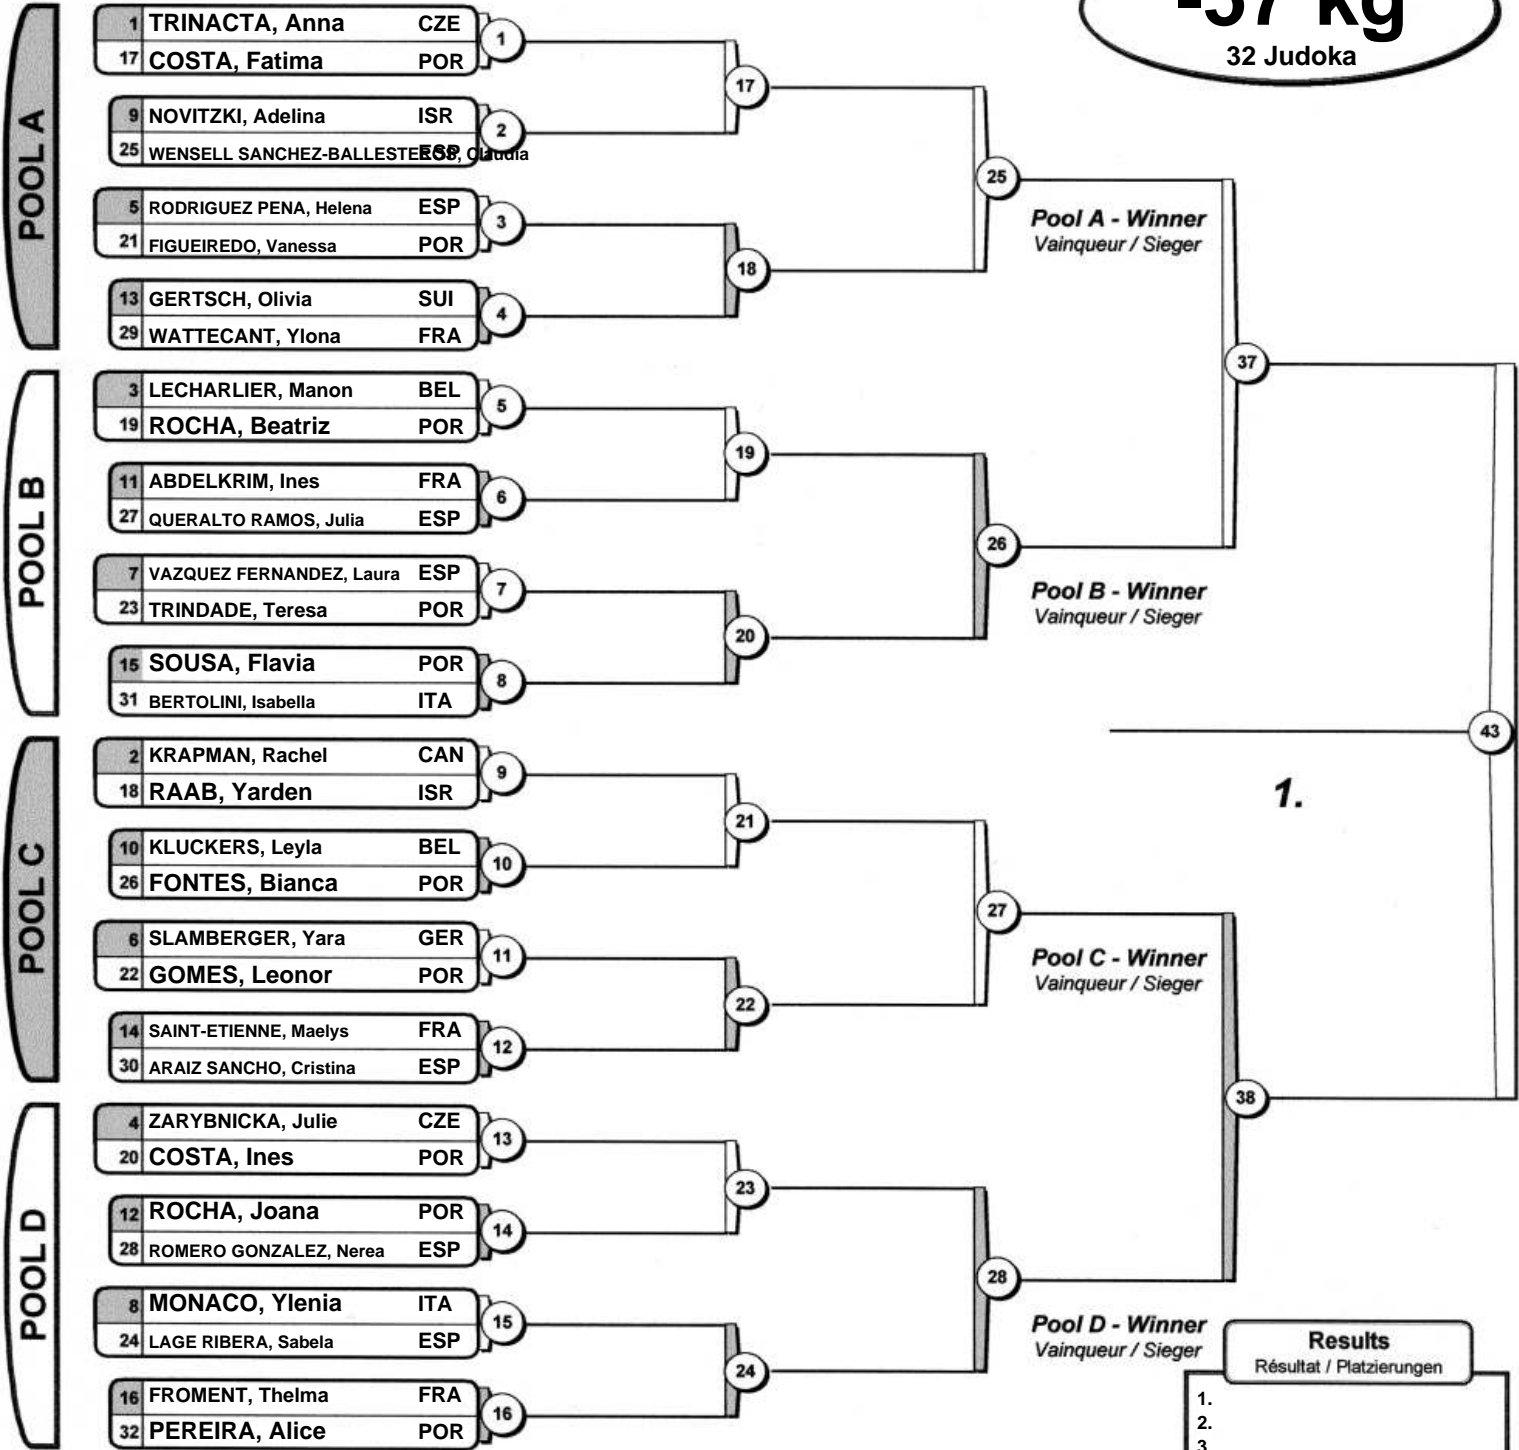 -57 kg
32 Judoka
POOL A
1 TRINACTA, Anna CZE
17 COSTA, Fatima POR
1
9 NOVITZKI, Adelina ISR
25 WENSELL SANCHEZ-BALLESTEROS, Claudia ESP
2
5 RODRIGUEZ PENA, Helena ESP
21 FIGUEIREDO, Vanessa POR
3
13 GERTSCH, Olivia SUI
29 WATTECANT, Ylona FRA
4
17
18
25
Pool A - Winner
Vainqueur / Sieger
POOL B
3 LECHARLIER, Manon BEL
19 ROCHA, Beatriz POR
5
11 ABDELKRIM, Ines FRA
27 QUERALTO RAMOS, Julia ESP
6
7 VAZQUEZ FERNANDEZ, Laura ESP
23 TRINDADE, Teresa POR
7
15 SOUSA, Flavia POR
31 BERTOLINI, Isabella ITA
8
19
20
26
Pool B - Winner
Vainqueur / Sieger
37
POOL C
2 KRAPMAN, Rachel CAN
18 RAAB, Yarden ISR
9
10 KLUCKERS, Leyla BEL
26 FONTES, Bianca POR
10
6 SLAMBERGER, Yara GER
22 GOMES, Leonor POR
11
14 SAINT-ETIENNE, Maelys FRA
30 ARAIZ SANCHO, Cristina ESP
12
21
22
27
Pool C - Winner
Vainqueur / Sieger
43
1.
POOL D
4 ZARYBNICKA, Julie CZE
20 COSTA, Ines POR
13
12 ROCHA, Joana POR
28 ROMERO GONZALEZ, Nerea ESP
14
8 MONACO, Ylenia ITA
24 LAGE RIBERA, Sabela ESP
15
16 FROMENT, Thelma FRA
32 PEREIRA, Alice POR
16
23
24
28
Pool D - Winner
Vainqueur / Sieger
38
Results
Résultat / Platzierungen
1.
2.
3.